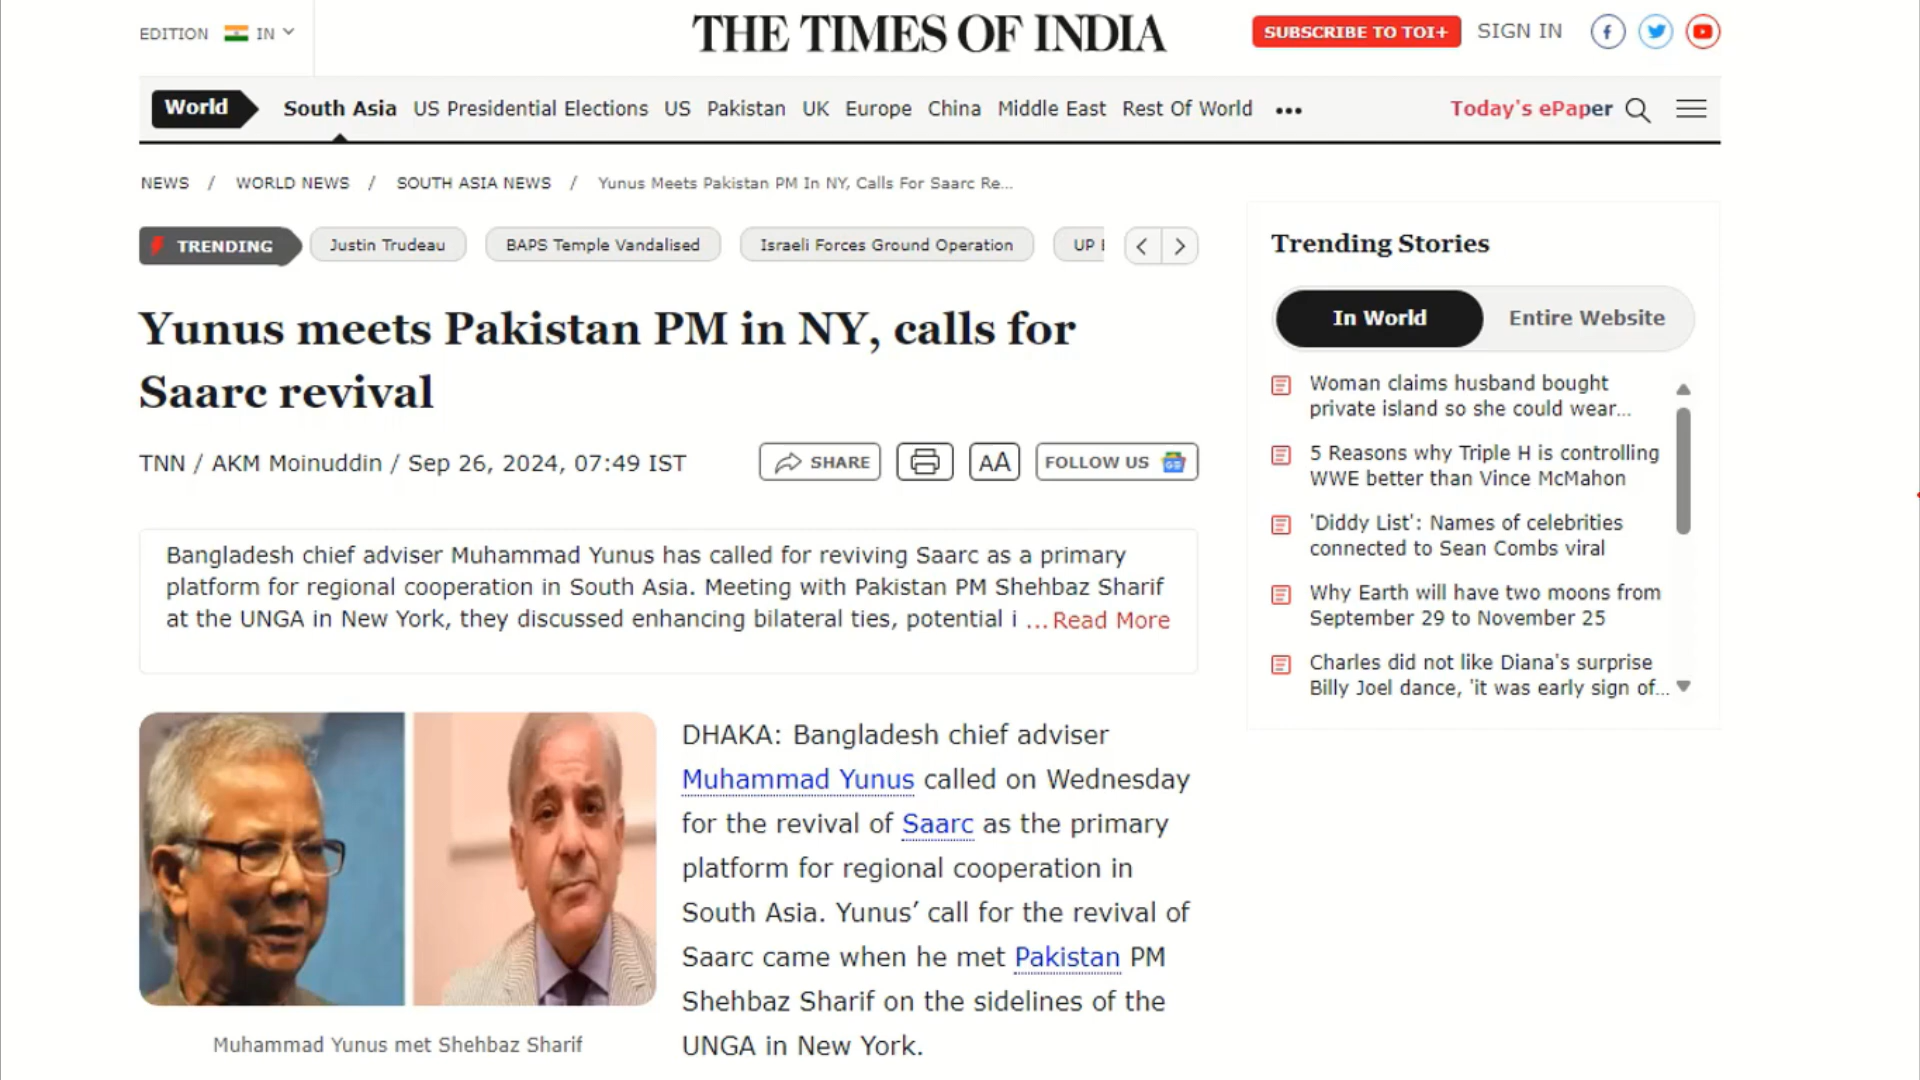 EDITION IN
THE TIMES OF INDIA
SUBSCRIBE TO TOI+ SIGN IN
World South Asia US Presidential Elections US Pakistan UK Europe China Middle East Rest Of World ••• Today's ePaper
NEWS / WORLD NEWS / SOUTH ASIA NEWS / Yunus Meets Pakistan PM In NY, Calls For Saarc Re...
TRENDING Justin Trudeau BAPS Temple Vandalised Israeli Forces Ground Operation UP
Yunus meets Pakistan PM in NY, calls for
Saarc revival
TNN / AKM Moinuddin / Sep 26, 2024, 07:49 IST
SHARE AA FOLLOW US
Bangladesh chief adviser Muhammad Yunus has called for reviving Saarc as a primary
platform for regional cooperation in South Asia. Meeting with Pakistan PM Shehbaz Sharif
at the UNGA in New York, they discussed enhancing bilateral ties, potential i ... Read More
Muhammad Yunus met Shehbaz Sharif
DHAKA: Bangladesh chief adviser
Muhammad Yunus called on Wednesday
for the revival of Saarc as the primary
platform for regional cooperation in
South Asia. Yunus’ call for the revival of
Saarc came when he met Pakistan PM
Shehbaz Sharif on the sidelines of the
UNGA in New York.
Trending Stories
In World Entire Website
Woman claims husband bought
private island so she could wear...
5 Reasons why Triple H is controlling
WWE better than Vince McMahon
'Diddy List': Names of celebrities
connected to Sean Combs viral
Why Earth will have two moons from
September 29 to November 25
Charles did not like Diana's surprise
Billy Joel dance, 'it was early sign of...